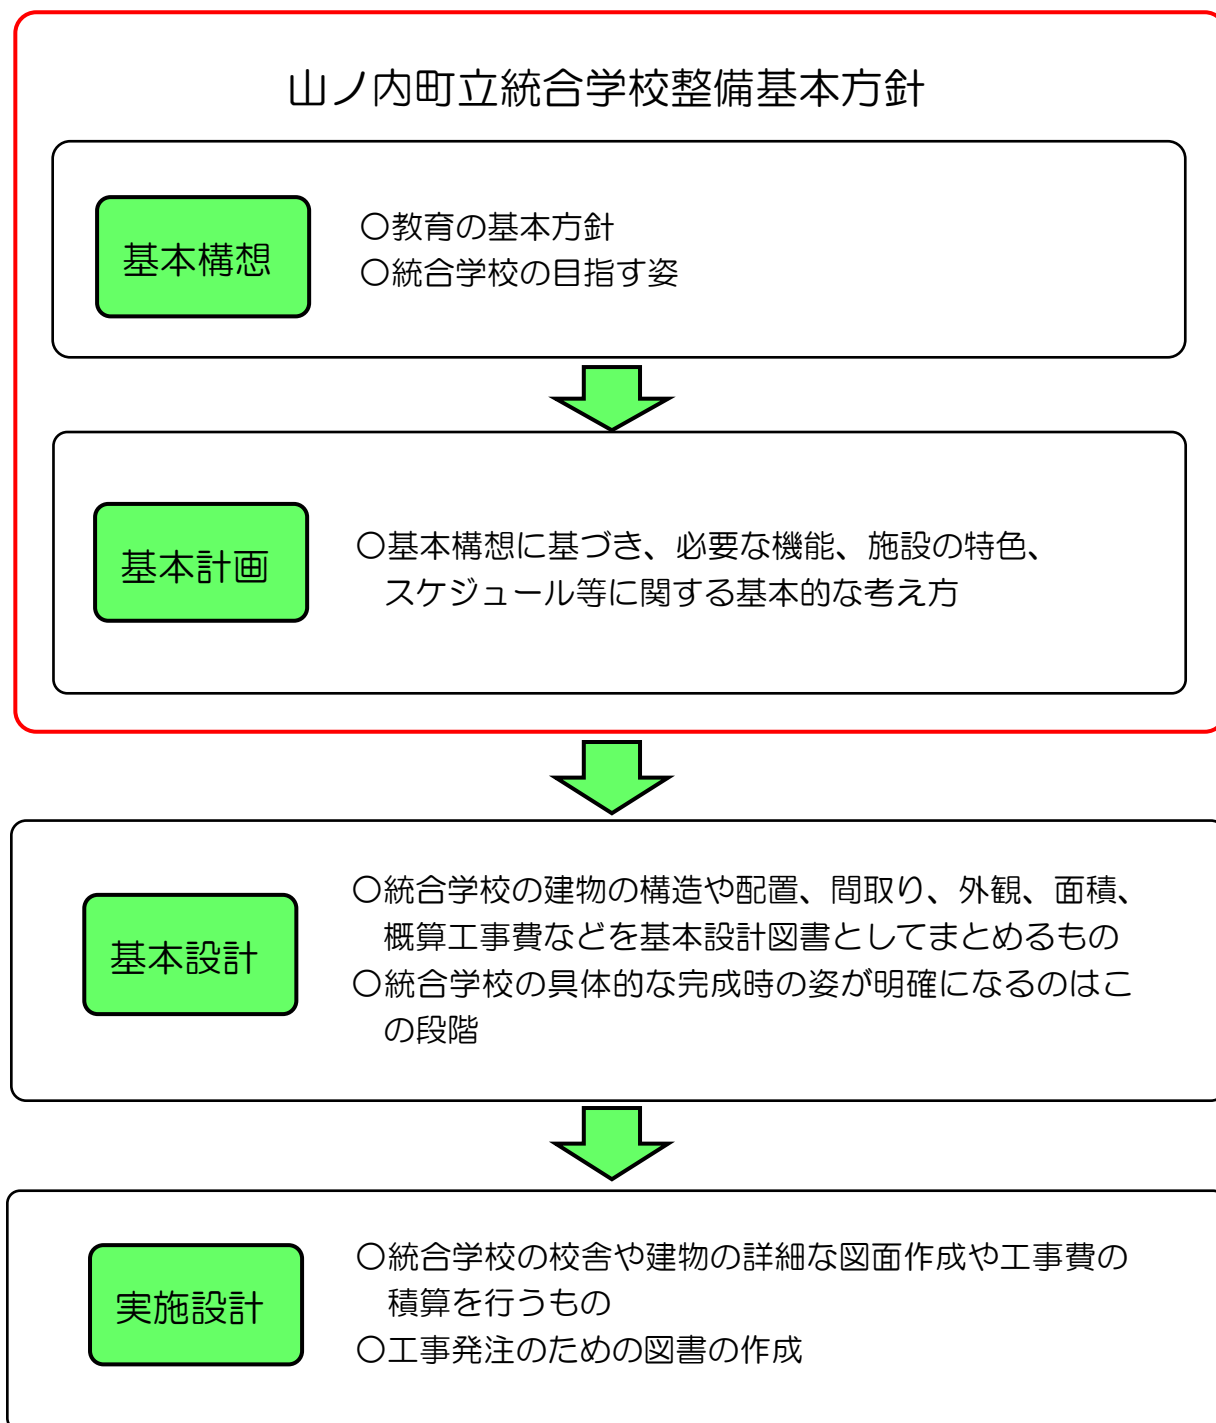 山ノ内町立統合学校整備基本方針
基本構想
〇教育の基本方針
〇統合学校の目指す姿
基本計画
〇基本構想に基づき、必要な機能、施設の特色、
スケジュール等に関する基本的な考え方
基本設計
〇統合学校の建物の構造や配置、間取り、外観、面積、
概算工事費などを基本設計図書としてまとめるもの
〇統合学校の具体的な完成時の姿が明確になるのはこ
の段階
実施設計
〇統合学校の校舎や建物の詳細な図面作成や工事費の
積算を行うもの
〇工事発注のための図書の作成